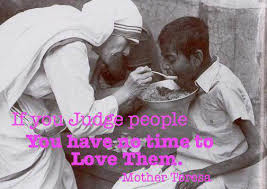 If you Judge people
You have no time to
Love Them.
Mother Teresa